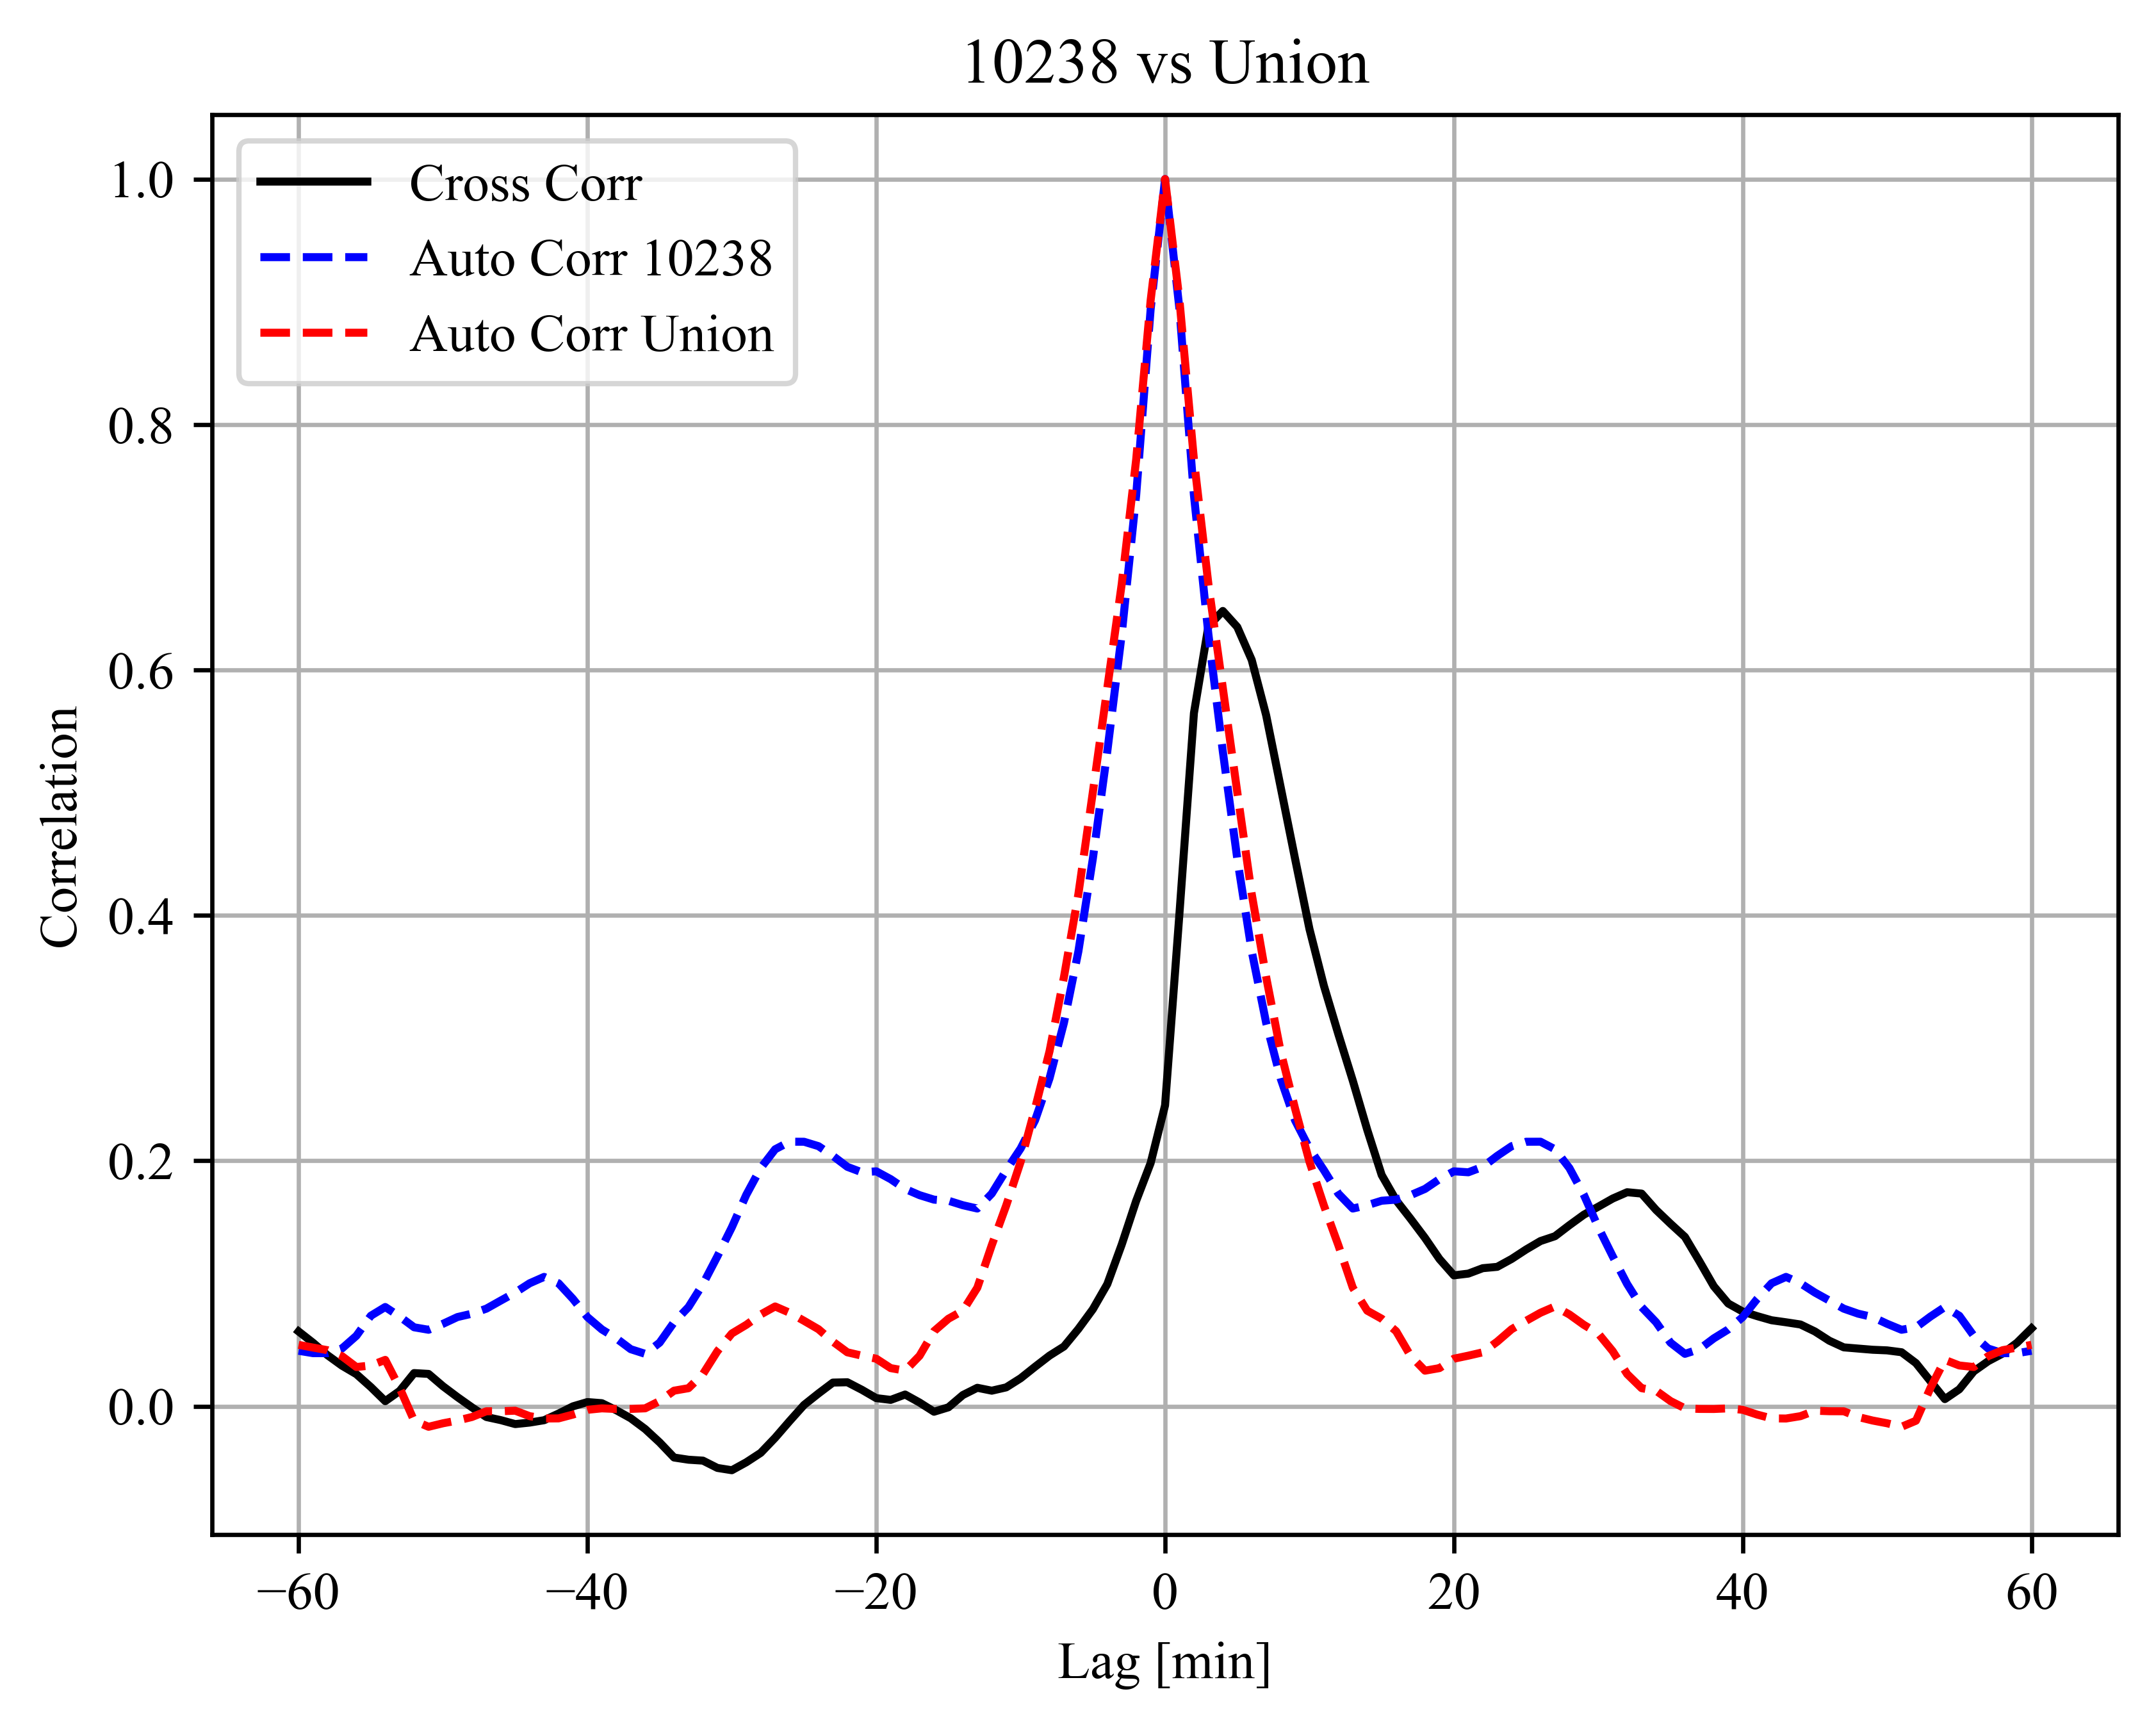 10238 vs Union
Cross Corr
Auto Corr 10238
Auto Corr Union
1.0
0.8
0.6
0.4
0.2
0.0
Correlation
−60
−40
−20
0
20
40
60
Lag [min]